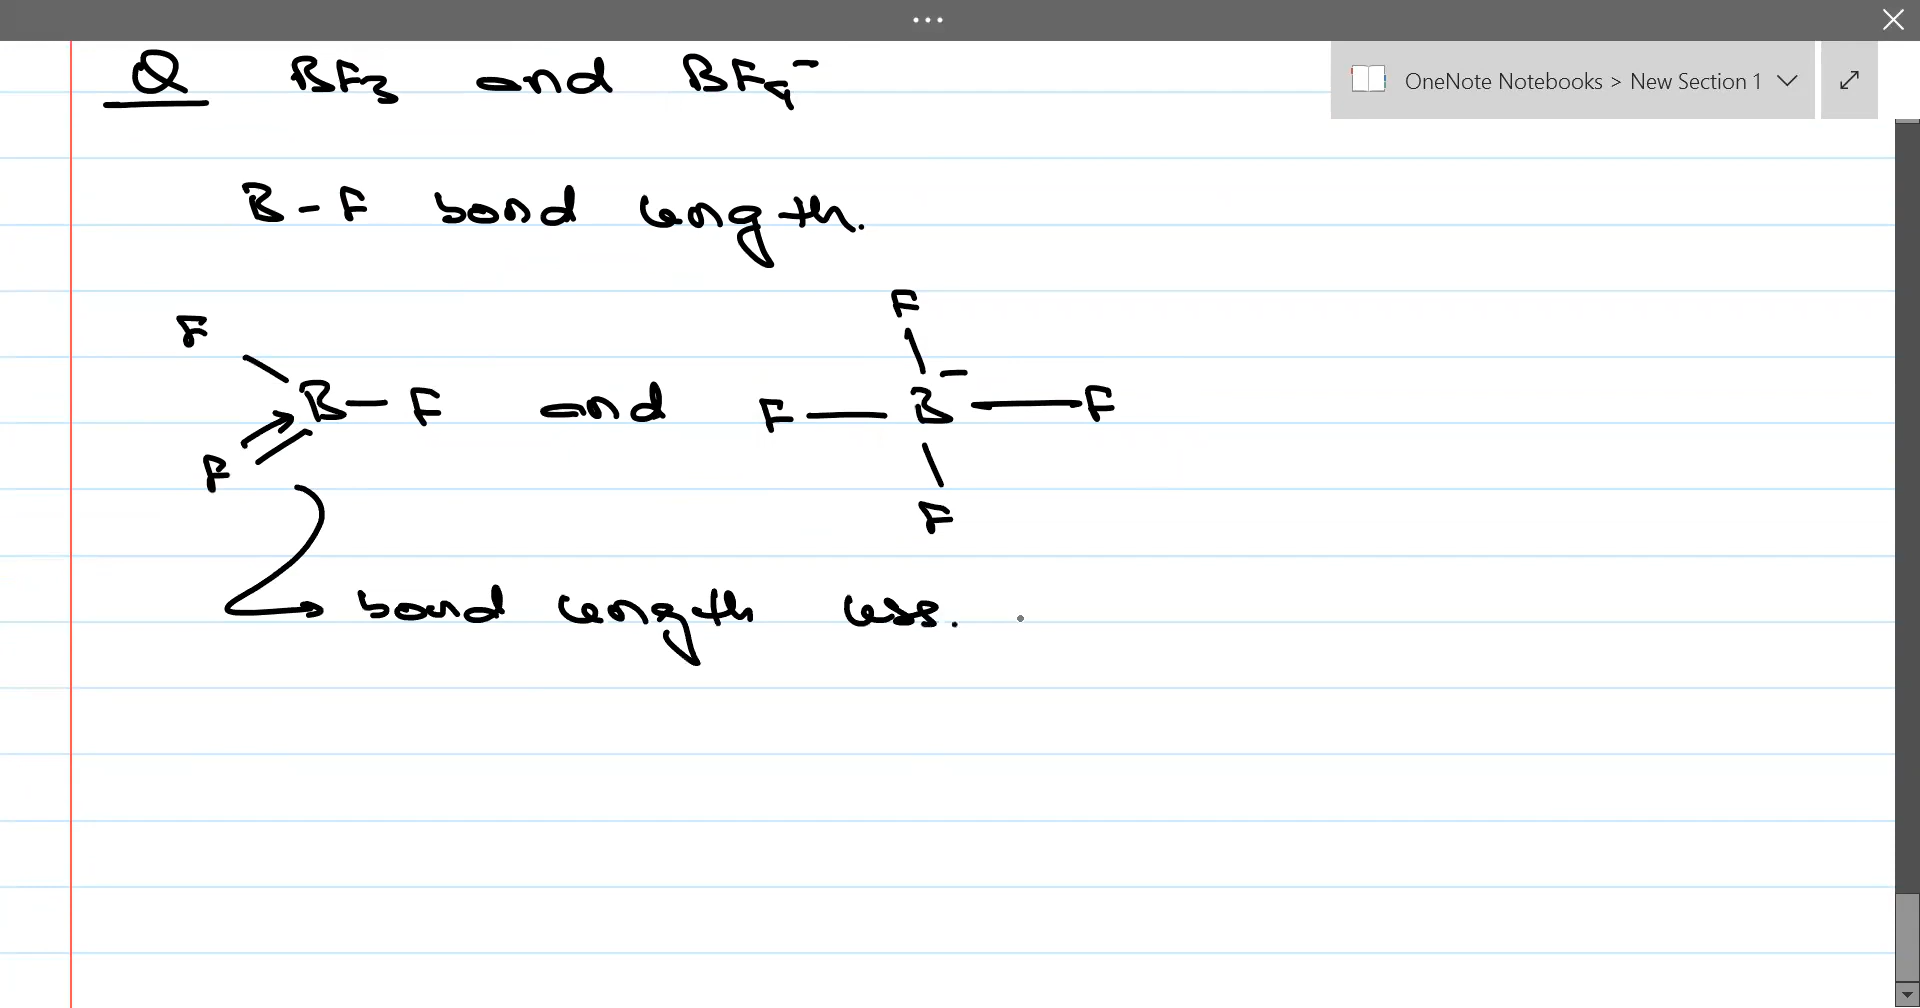 Q BF₃ and BF₄⁻
OneNote Notebooks > New Section 1
B-F bond length.
F
F
B-F and F-B⁻-F
F
F
bond length less.